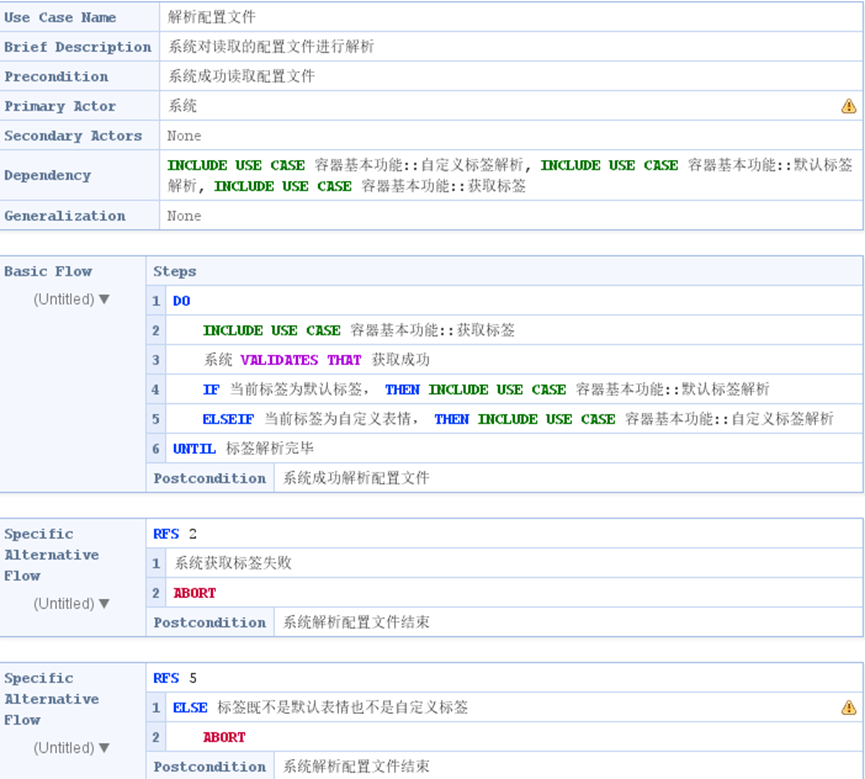 Use Case Name 解析配置文件
Brief Description 系统对读取的配置文件进行解析
Precondition 系统成功读取配置文件
Primary Actor 系统
Secondary Actors None
Dependency INCLUDE USE CASE 容器基本功能::自定义标签解析, INCLUDE USE CASE 容器基本功能::默认标签
解析, INCLUDE USE CASE 容器基本功能::获取标签
Generalization None
Basic Flow Steps
(Untitled) ▼
1 DO
2 INCLUDE USE CASE 容器基本功能::获取标签
3 系统 VALIDATES THAT 获取成功
4 IF 当前标签为默认标签， THEN INCLUDE USE CASE 容器基本功能::默认标签解析
5 ELSEIF 当前标签为自定义表情， THEN INCLUDE USE CASE 容器基本功能::自定义标签解析
6 UNTIL 标签解析完毕
Postcondition 系统成功解析配置文件
Specific
Alternative
Flow
(Untitled) ▼
RFS 2
1 系统获取标签失败
2 ABORT
Postcondition 系统解析配置文件结束
Specific
Alternative
Flow
(Untitled) ▼
RFS 5
1 ELSE 标签既不是默认表情也不是自定义标签
2 ABORT
Postcondition 系统解析配置文件结束